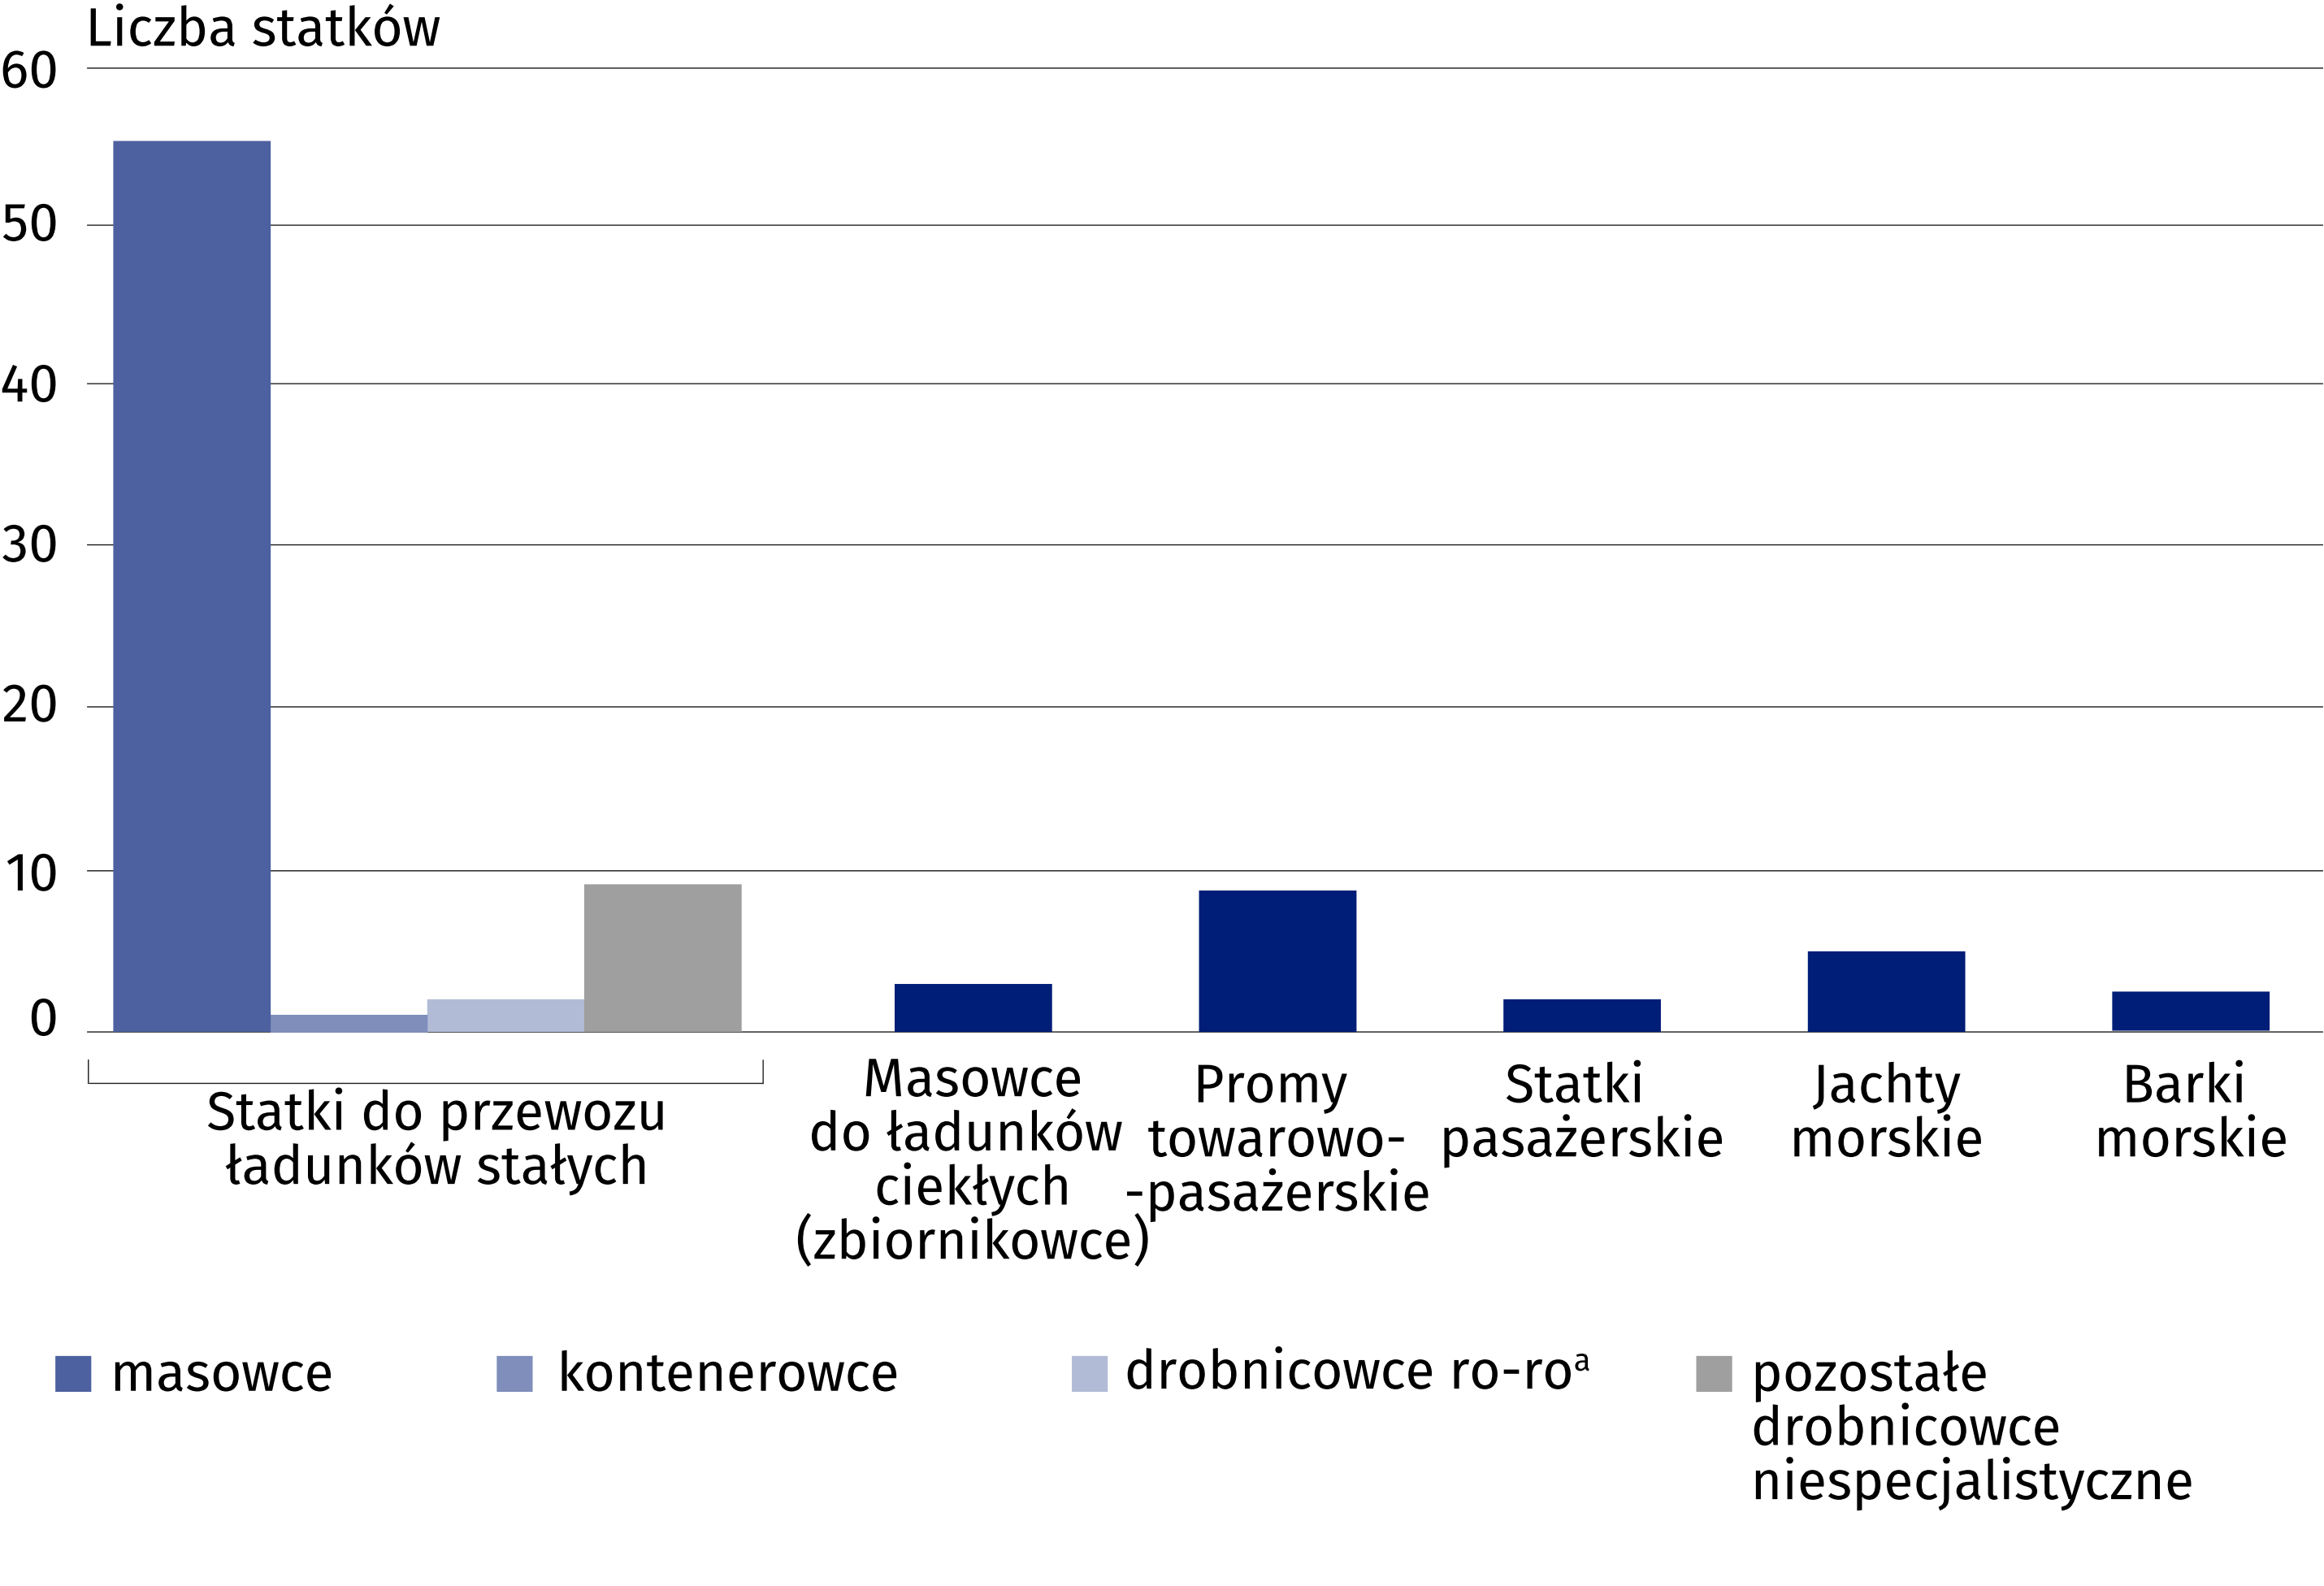 Liczba statków
60
50
40
30
20
10
0
Statki do przewozu
ładunków stałych
Masowce
do ładunków
ciekłych
(zbiornikowce)
Promy
towarowo-
-pasażerskie
Statki
pasażerskie
Jachty
morskie
Barki
morskie
masowce
kontenerowce
drobnicowce ro-roª
pozostałe
drobnicowce
niespecjalistyczne